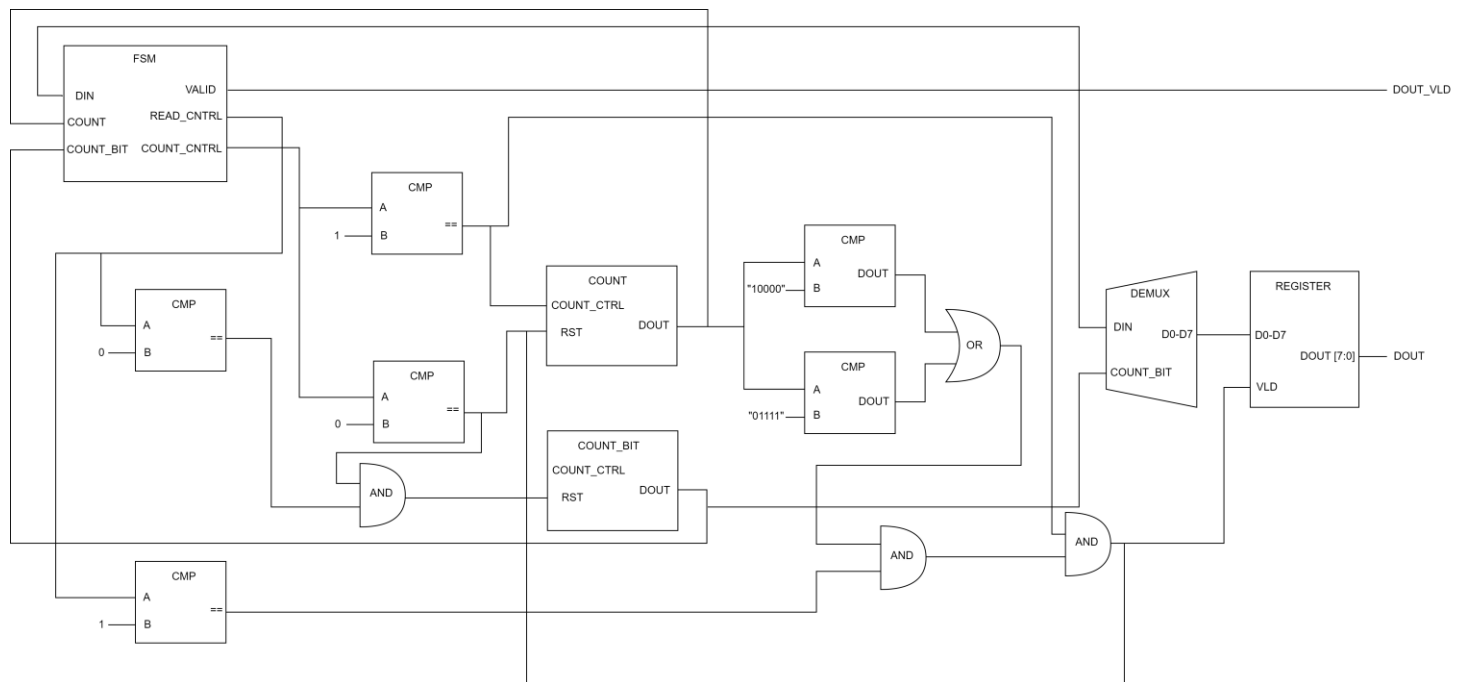 FSM
DIN
COUNT
COUNT_BIT
VALID
READ_CNTRL
COUNT_CNTRL
DOUT_VLD
CMP
A
B
==
1
CMP
A
B
==
0
CMP
A
B
==
0
COUNT
COUNT_CTRL
RST
DOUT
CMP
A
B
DOUT
"10000"
CMP
A
B
DOUT
"01111"
OR
DEMUX
DIN
D0-D7
COUNT_BIT
REGISTER
D0-D7
DOUT [7:0]
VLD
DOUT
COUNT_BIT
COUNT_CTRL
RST
DOUT
AND
AND
AND
CMP
A
B
==
1